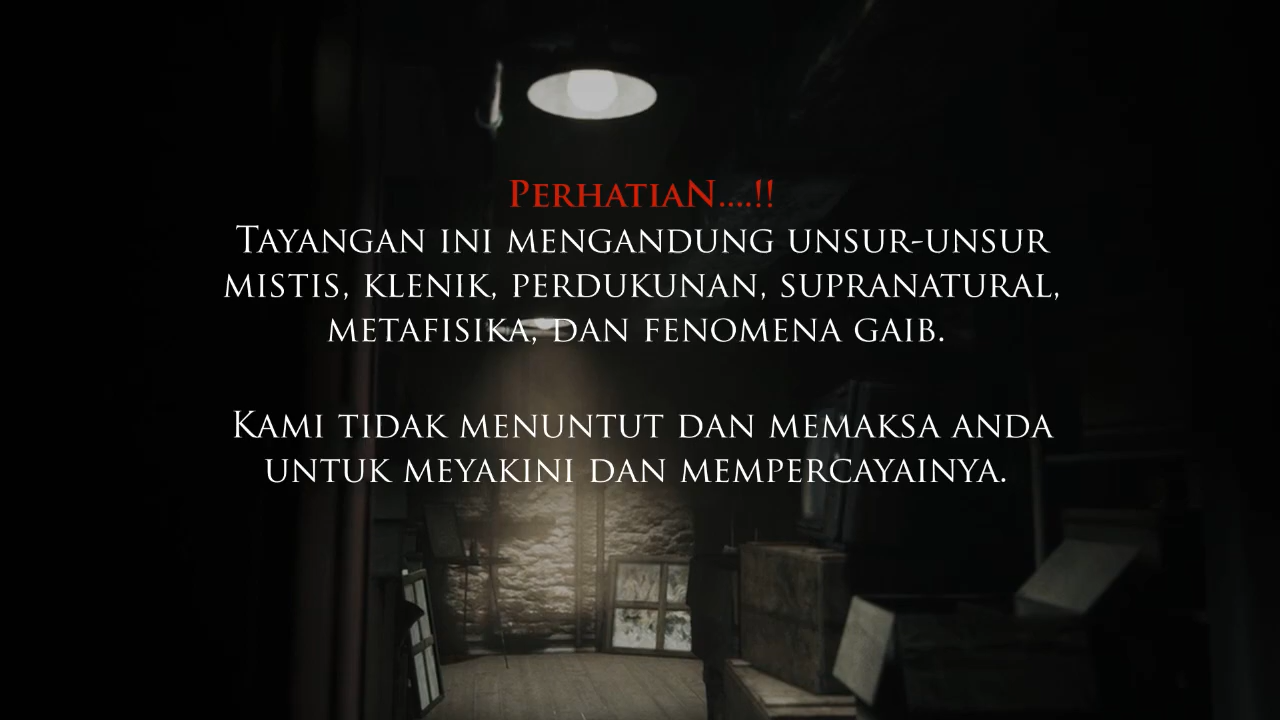 PERHATIAN....!!
TAYANGAN INI MENGANDUNG UNSUR-UNSUR
MISTIS, KLENIK, PERDUKUNAN, SUPRANATURAL,
METAFISIKA, DAN FENOMENA GAIB.
KAMI TIDAK MENUNTUT DAN MEMAKSA ANDA
UNTUK MEYAKINI DAN MEMPERCAYAINYA.